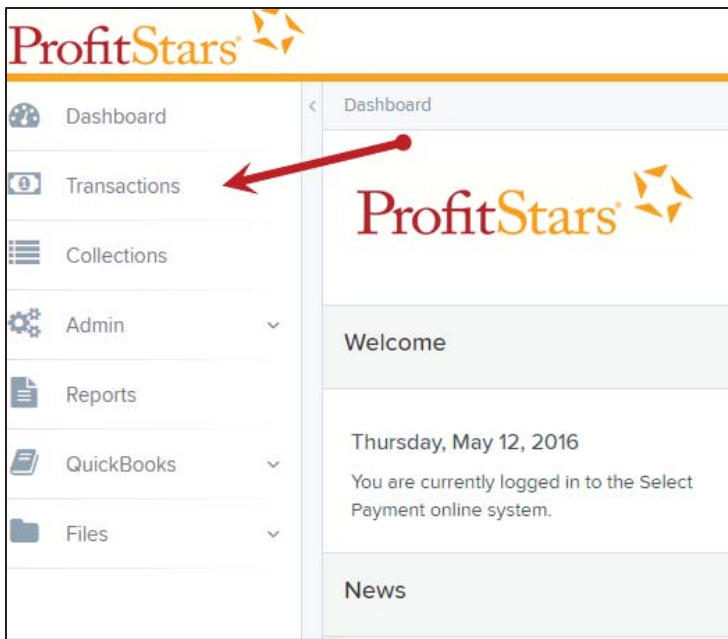 ProfitStars
Dashboard
Transactions
Collections
Admin
Reports
QuickBooks
Files
Dashboard
ProfitStars
Welcome
Thursday, May 12, 2016
You are currently logged in to the Select
Payment online system.
News